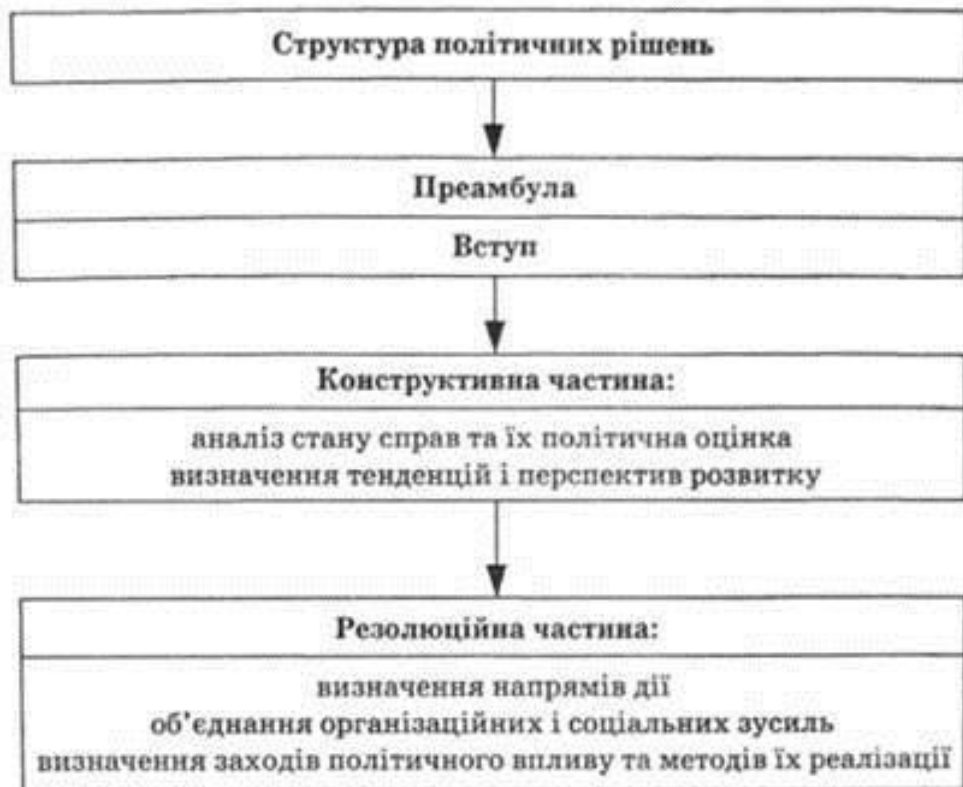 Структура політичних рішень
Преамбула
Вступ
Конструктивна частина:
аналіз стану справ та їх політична оцінка
визначення тенденцій і перспектив розвитку
Резолюційна частина:
визначення напрямів дії
об’єднання організаційних і соціальних зусиль
визначення заходів політичного впливу та методів їх реалізації